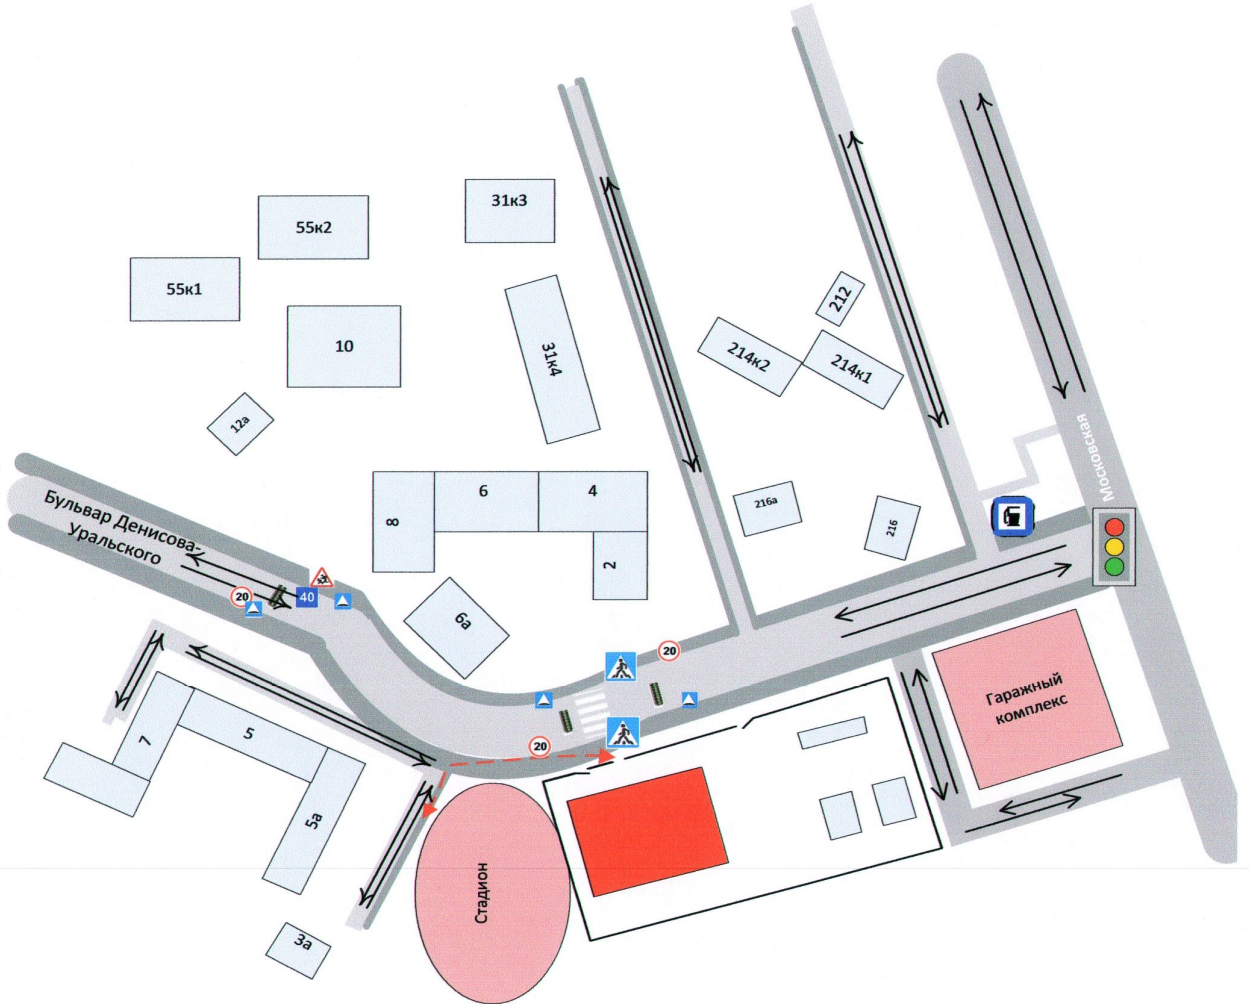 31к3
55к2
55к1
212
10
31к4
214к2
214к1
12а
Московская
6
4
8
216а
216
Бульвар Денисова-
Уральского
2
20
40
6а
20
Гаражный
комплекс
7
5
20
5а
Стадион
3а